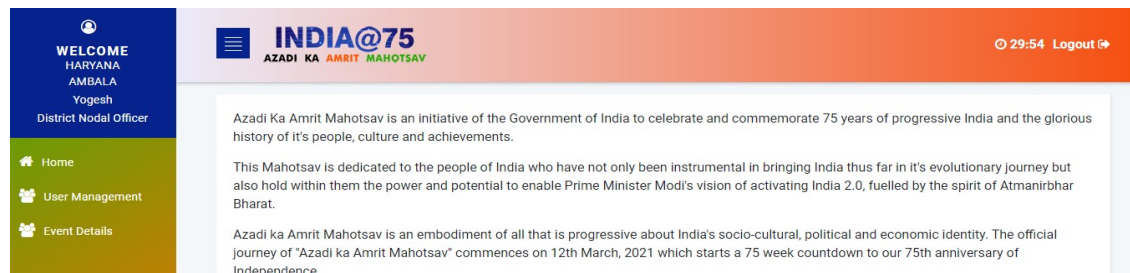 WELCOME
HARYANA
AMBALA
Yogesh
District Nodal Officer
Home
User Management
Event Details
INDIA@75
AZADI KA AMRIT MAHOTSAV
29:54 Logout
Azadi Ka Amrit Mahotsav is an initiative of the Government of India to celebrate and commemorate 75 years of progressive India and the glorious
history of it's people, culture and achievements.
This Mahotsav is dedicated to the people of India who have not only been instrumental in bringing India thus far in it's evolutionary journey but
also hold within them the power and potential to enable Prime Minister Modi's vision of activating India 2.0, fuelled by the spirit of Atmanirbhar
Bharat.
Azadi ka Amrit Mahotsav is an embodiment of all that is progressive about India's socio-cultural, political and economic identity. The official
journey of "Azadi ka Amrit Mahotsav" commences on 12th March, 2021 which starts a 75 week countdown to our 75th anniversary of
Independence